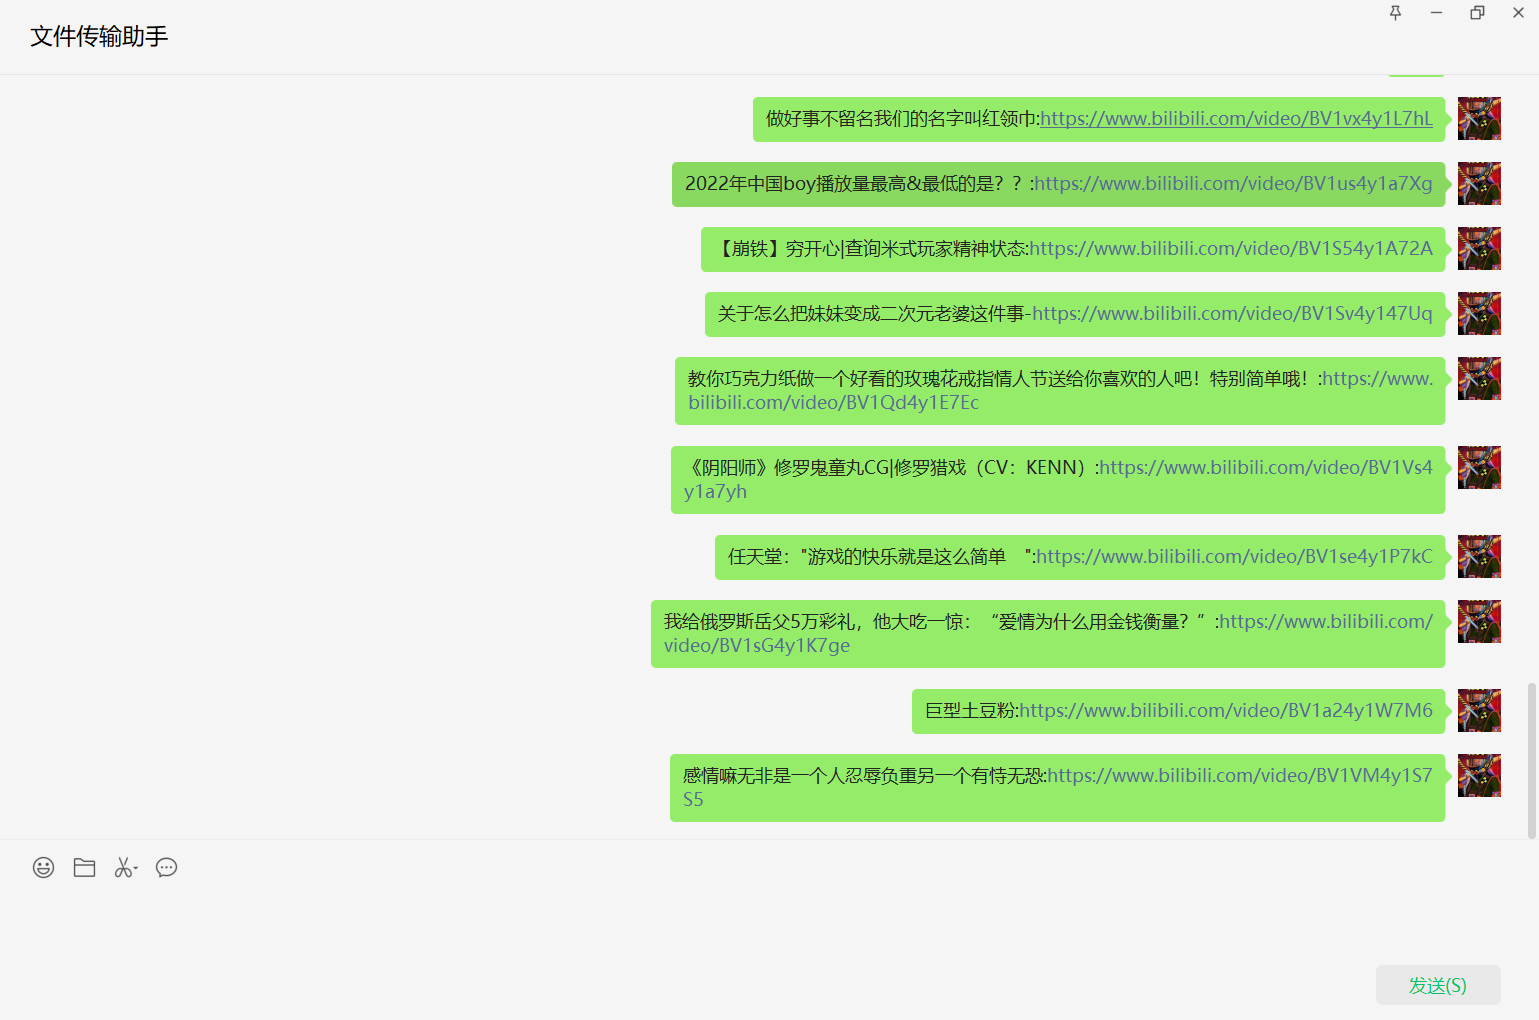 文件传输助手
做好事不留名我们的名字叫红领巾:https://www.bilibili.com/video/BV1vx4y1L7hL
2022年中国boy播放量最高&最低的是？？:https://www.bilibili.com/video/BV1us4y1a7Xg
【崩铁】穷开心|查询米式玩家精神状态:https://www.bilibili.com/video/BV1S54y1A72A
关于怎么把妹妹变成二次元老婆这件事-https://www.bilibili.com/video/BV1Sv4y147Uq
教你巧克力纸做一个好看的玫瑰花戒指情人节送给你喜欢的人吧！特别简单哦！:https://www.
bilibili.com/video/BV1Qd4y1E7Ec
《阴阳师》修罗鬼童丸CG|修罗猎戏（CV：KENN）:https://www.bilibili.com/video/BV1Vs4
y1a7yh
任天堂："游戏的快乐就是这么简单　":https://www.bilibili.com/video/BV1se4y1P7kC
我给俄罗斯岳父5万彩礼，他大吃一惊：“爱情为什么用金钱衡量？”:https://www.bilibili.com/
video/BV1sG4y1K7ge
巨型土豆粉:https://www.bilibili.com/video/BV1a24y1W7M6
感情嘛无非是一个人忍辱负重另一个有恃无恐:https://www.bilibili.com/video/BV1VM4y1S7
S5
发送(S)